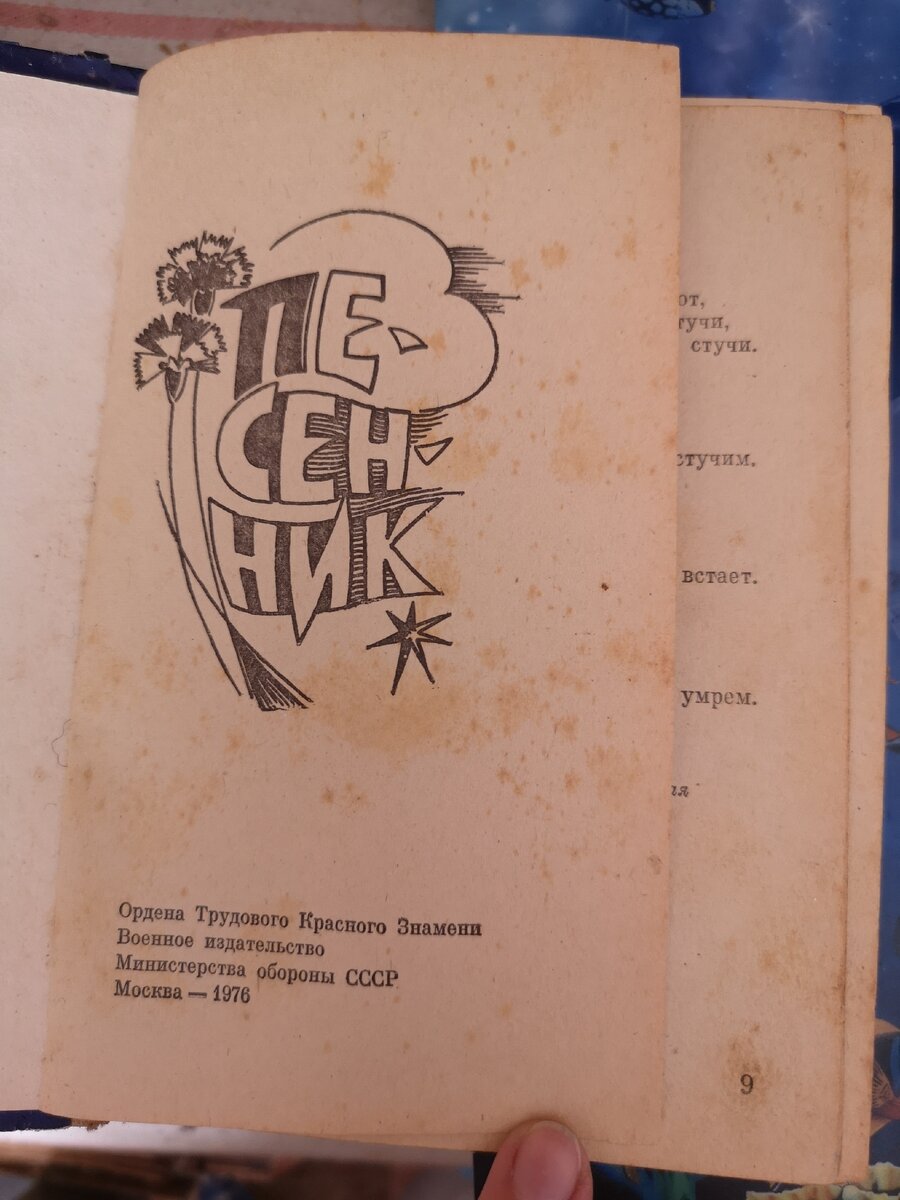 ПЕ-
СЕН-
НИК
Ордена Трудового Красного Знамени
Военное издательство
Министерства обороны СССР
Москва — 1976
стучи.
стучим.
встает.
умрем.
9